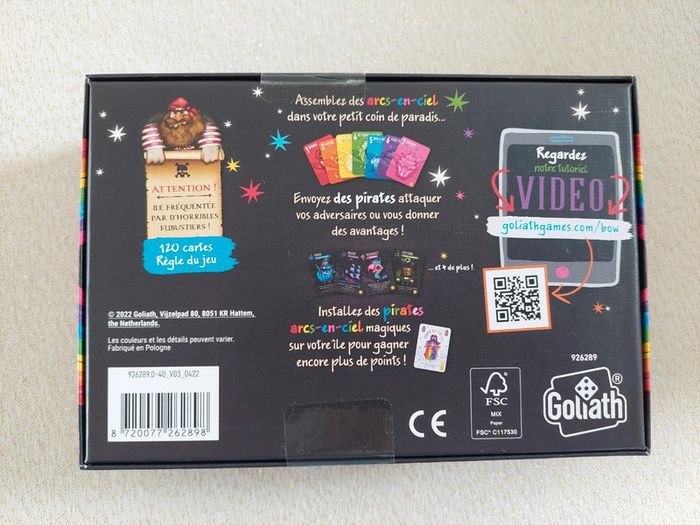 Assemblez des arcs-en-ciel
dans votre petit coin de paradis...
ATTENTION !
ILE FRÉQUENTÉE
PAR D'HORRIBLES
FLIBUSTIERS !
120 cartes
Règle du jeu
Envoyez des pirates attaquer
vos adversaires ou vous donner
des avantages !
... et 4 de plus !
Installez des pirates
arcs-en-ciel magiques
sur votre île pour gagner
encore plus de points !
Regardez
notre tutoriel
VIDEO
goliathgames.com/bow
© 2022 Goliath, Vijzelpad 80, 8051 KR Hattem,
the Netherlands.
Les couleurs et les détails peuvent varier.
Fabriqué en Pologne
926289.0-40_V03_0422
8 720077 262898
CE
FSC
MIX
Paper
FSC® C117530
926289
Goliath®